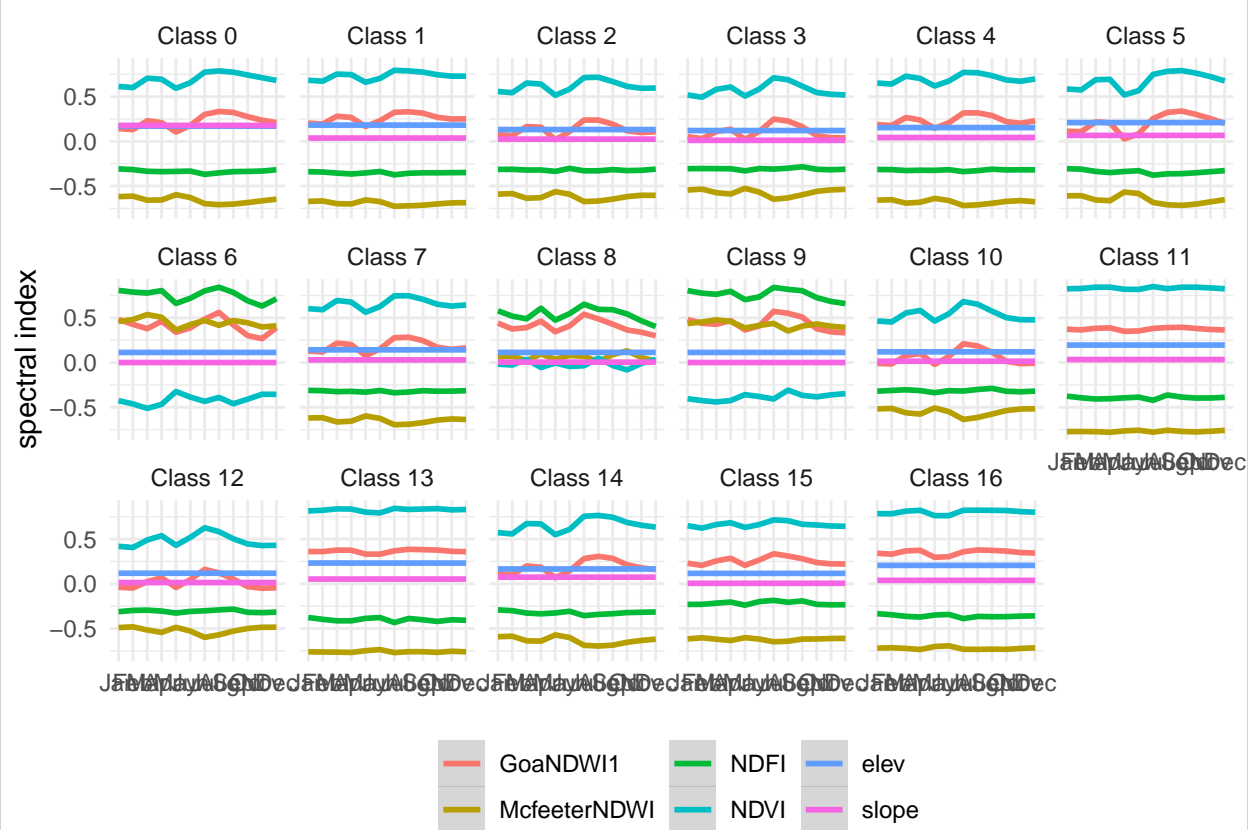 Class 0 Class 1 Class 2 Class 3 Class 4 Class 5
0.5
0.0
−0.5
Class 6 Class 7 Class 8 Class 9 Class 10 Class 11
0.5
0.0
−0.5
spectral index
Class 12 Class 13 Class 14 Class 15 Class 16
0.5
0.0
−0.5
GoaNDWI1 NDFI elev
McfeeterNDWI NDVI slope